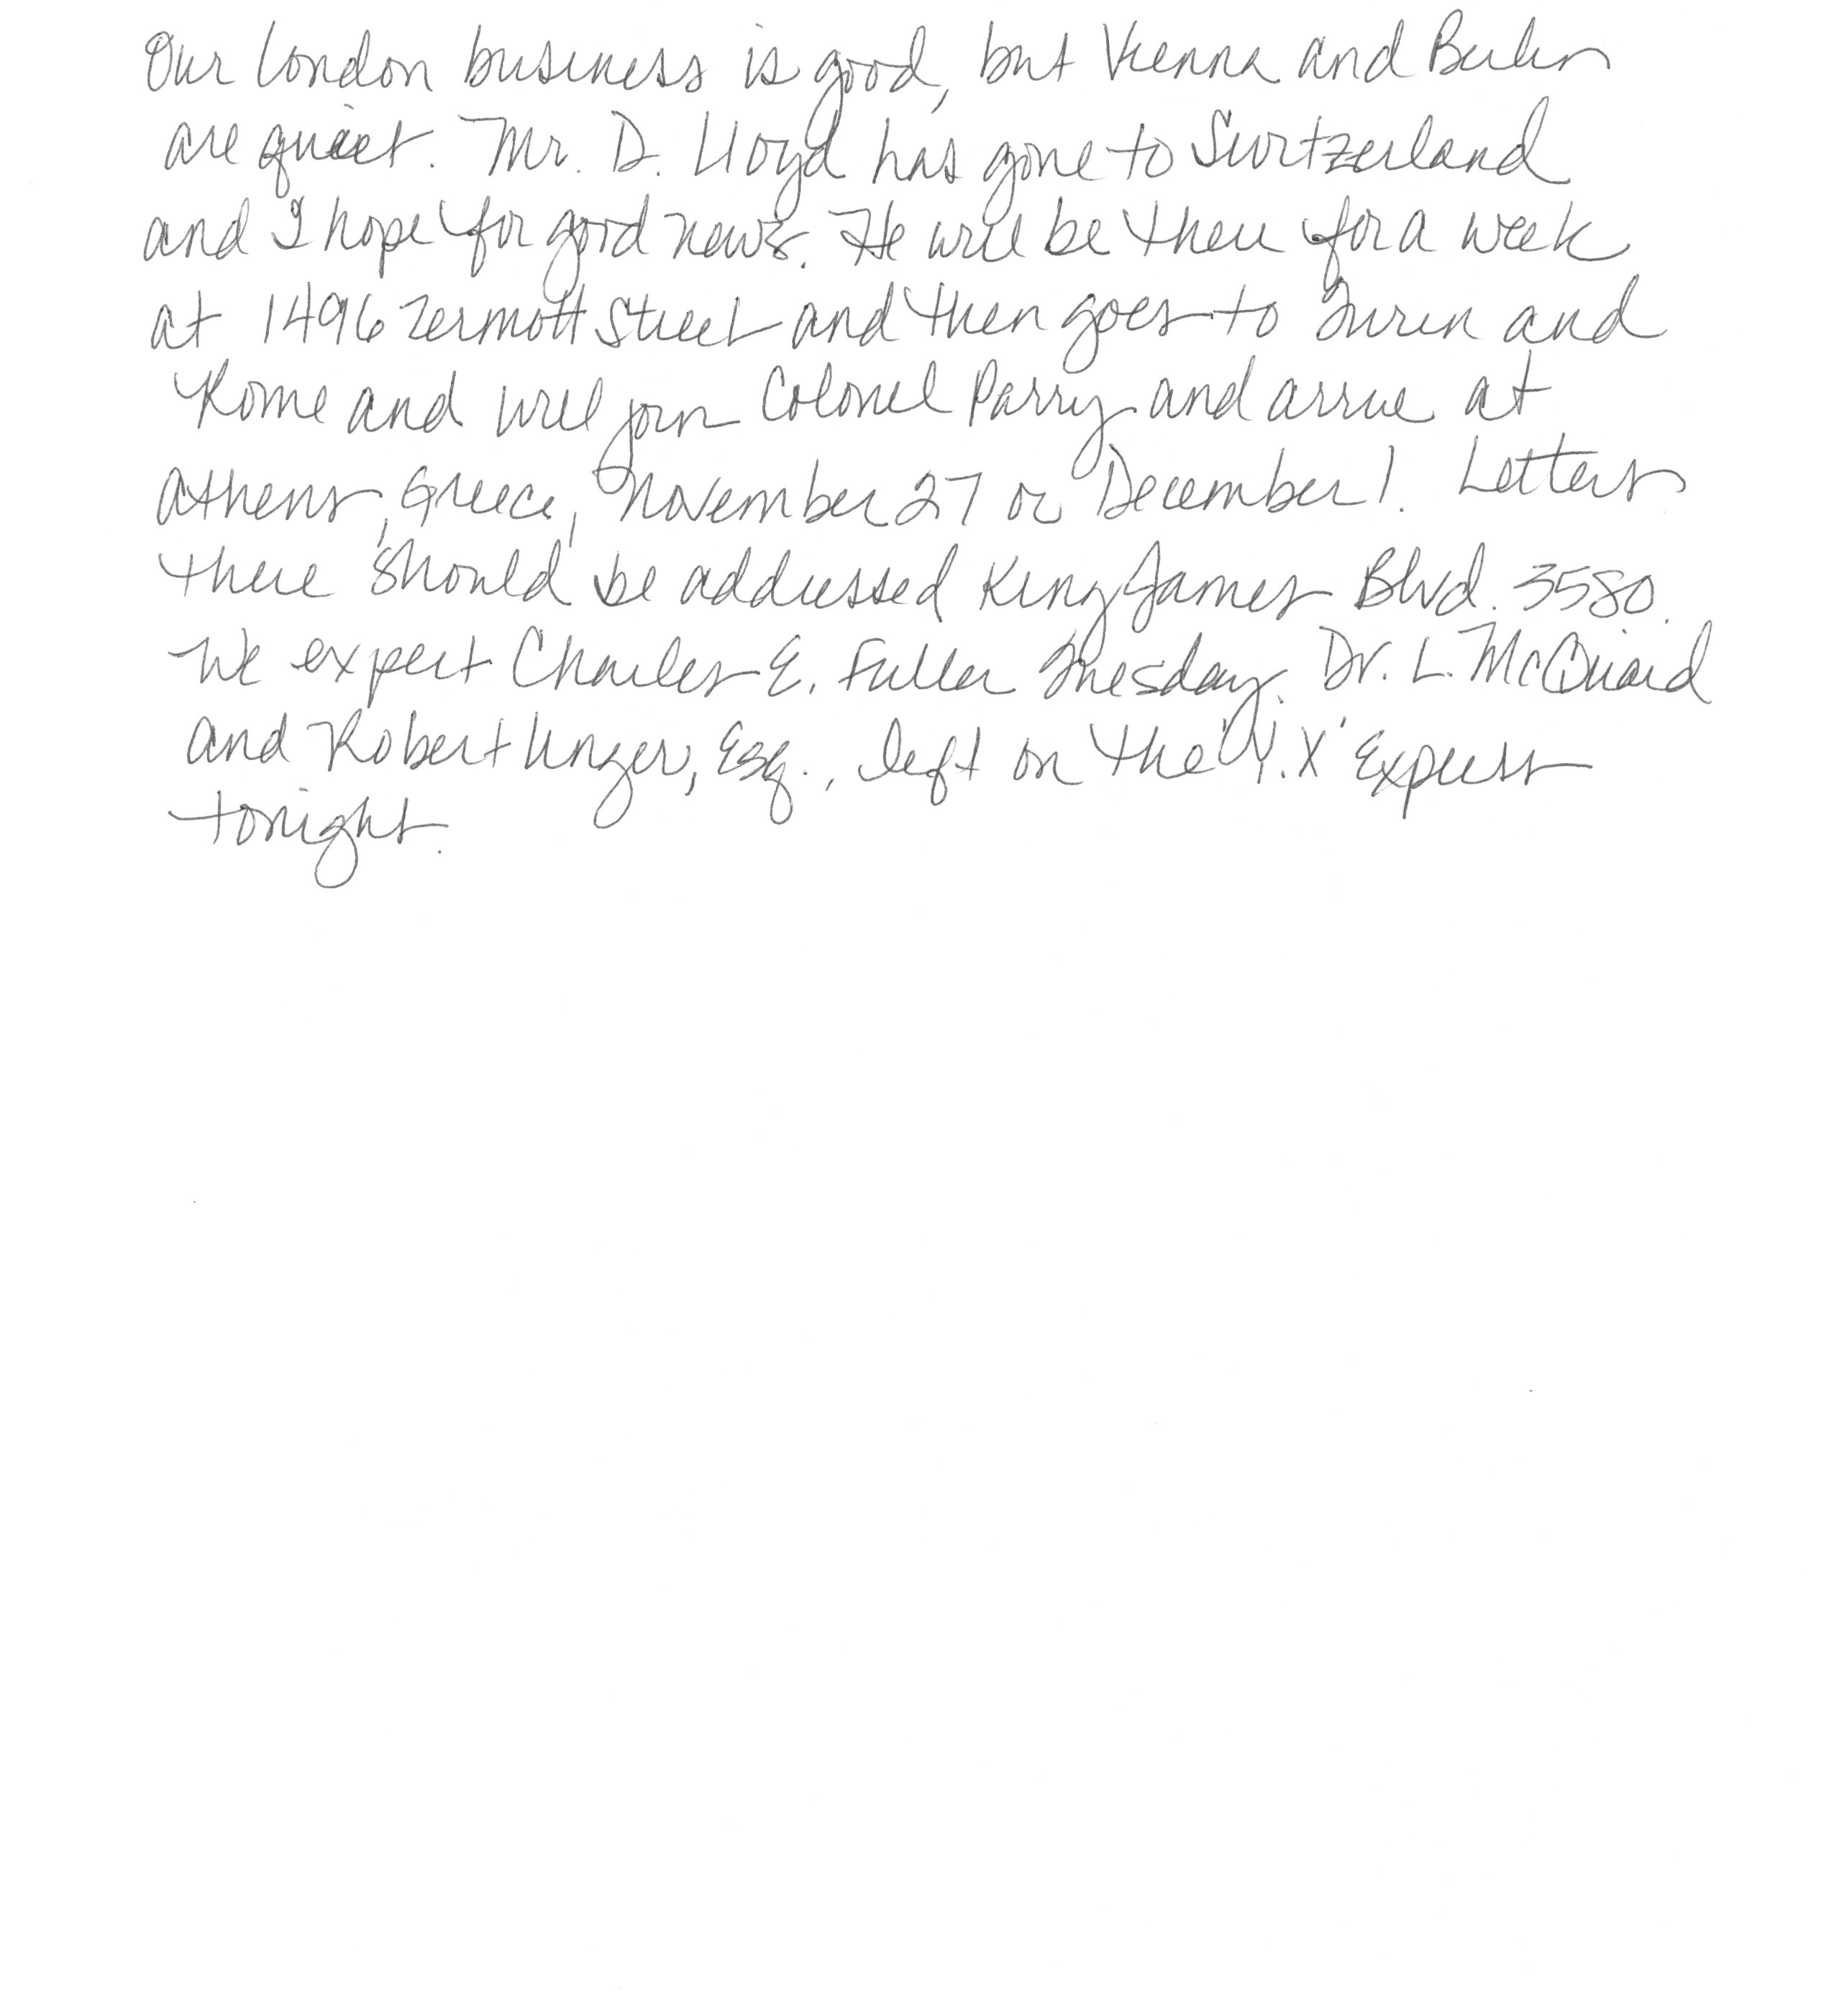 Our London business is good, but Vienna and Berlin
are quiet. Mr. D. Lloyd has gone to Switzerland
and I hope for good news. He will be there for a week
at 1496 Zermott Street and then goes to Turin and
Rome and will join Colonel Parry and arrive at
Athens, Greece, November 27 or December 1. Letters
there should be addressed King James Blvd. 3580.
We expect Charles E. Fuller Tuesday. Dr. L. McQuaid
and Robert Unger, Esq., left on the 'Y.X' Express
tonight.